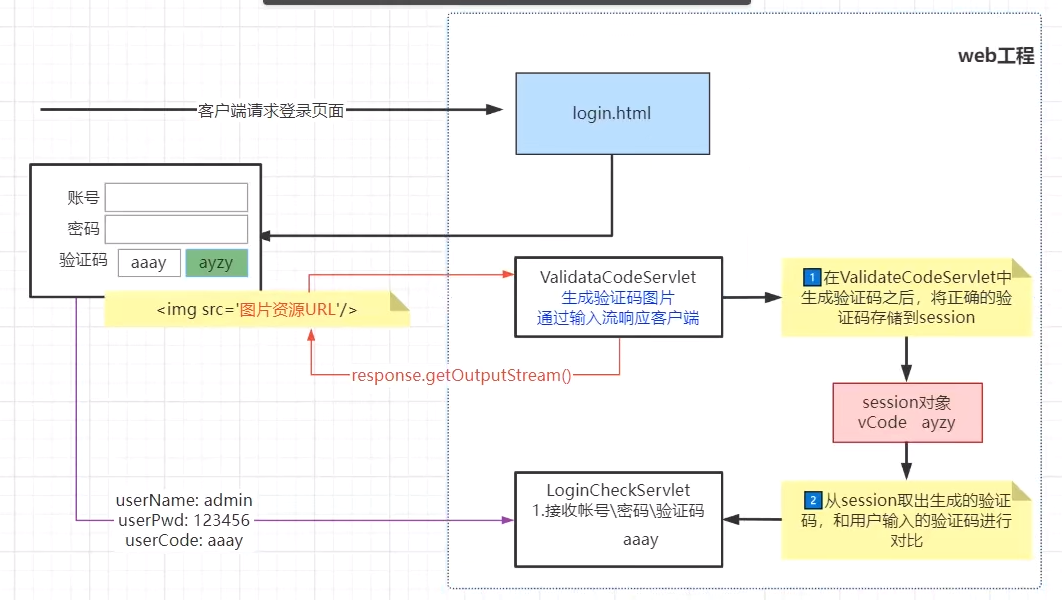 web工程
客户端请求登录页面
login.html
账号
密码
验证码 aaay ayzy
<img src='图片资源URL'/>
ValidataCodeServlet
生成验证码图片
通过输入流响应客户端
1 在ValidateCodeServlet中
生成验证码之后，将正确的验
证码存储到session
response.getOutputStream()
session对象
vCode ayzy
userName: admin
userPwd: 123456
userCode: aaay
LoginCheckServlet
1.接收帐号\密码\验证码
aaay
2 从session取出生成的验证
码，和用户输入的验证码进行
对比